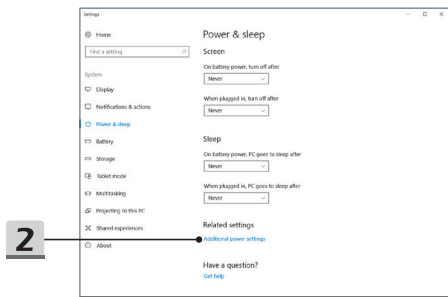 Settings
Home
Find a setting
System
Display
Notifications & actions
Power & sleep
Battery
Storage
Tablet mode
Multitasking
Projecting to this PC
Shared experiences
About
Power & sleep
Screen
On battery power, turn off after
Never
When plugged in, turn off after
Never
Sleep
On battery power, PC goes to sleep after
Never
When plugged in, PC goes to sleep after
Never
Related settings
Additional power settings
Have a question?
Get help
2